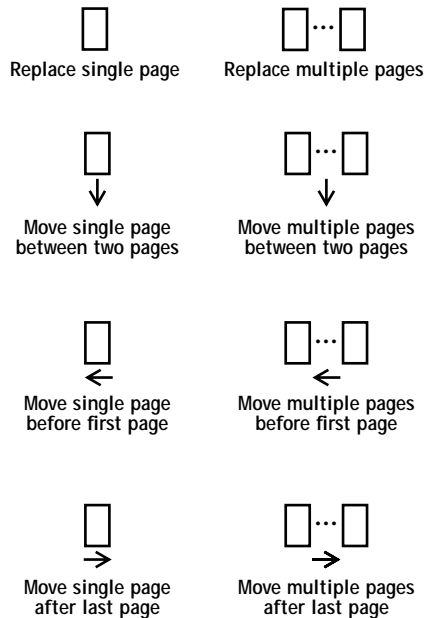 Replace single page
Replace multiple pages
Move single page
between two pages
Move multiple pages
between two pages
Move single page
before first page
Move multiple pages
before first page
Move single page
after last page
Move multiple pages
after last page